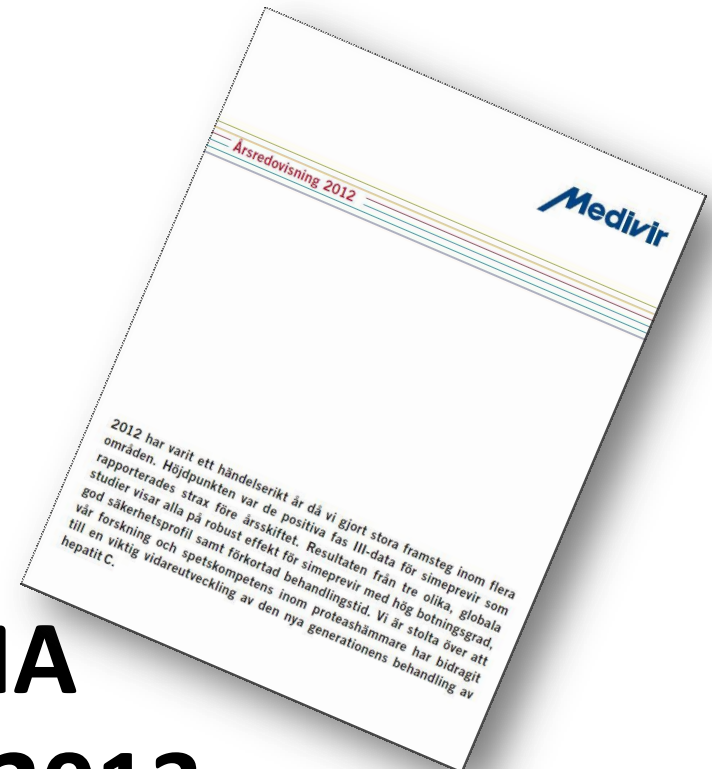 Årsredovisning 2012
Medivir
2012 har varit ett händelserikt år då vi gjort stora framsteg inom flera
områden. Höjdpunkten var de positiva fas III-data för simeprevir som
rapporterades strax före årsskiftet. Resultaten från tre olika, globala
studier visar alla på robust effekt för simeprevir med hög botningsgrad,
god säkerhetsprofil samt förkortad behandlingstid. Vi är stolta över att
vår forskning och spetskompetens inom proteashämmare har bidragit
till en viktig vidareutveckling av den nya generationens behandling av
hepatit C.
IA
2013